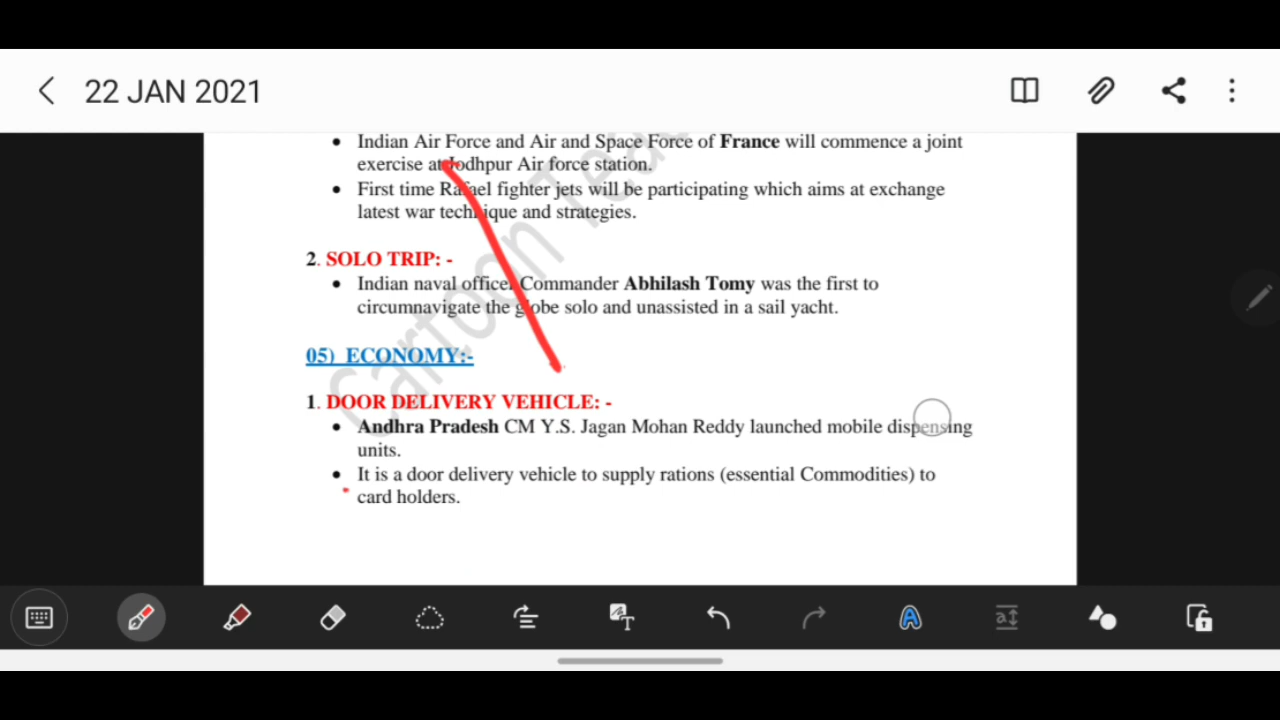 22 JAN 2021
• Indian Air Force and Air and Space Force of France will commence a joint
exercise at Jodhpur Air force station.
• First time Rafael fighter jets will be participating which aims at exchange
latest war technique and strategies.
2. SOLO TRIP: -
• Indian naval officer Commander Abhilash Tomy was the first to
circumnavigate the globe solo and unassisted in a sail yacht.
05) ECONOMY:-
1. DOOR DELIVERY VEHICLE: -
• Andhra Pradesh CM Y.S. Jagan Mohan Reddy launched mobile dispensing
units.
• It is a door delivery vehicle to supply rations (essential Commodities) to
card holders.
Cartoon